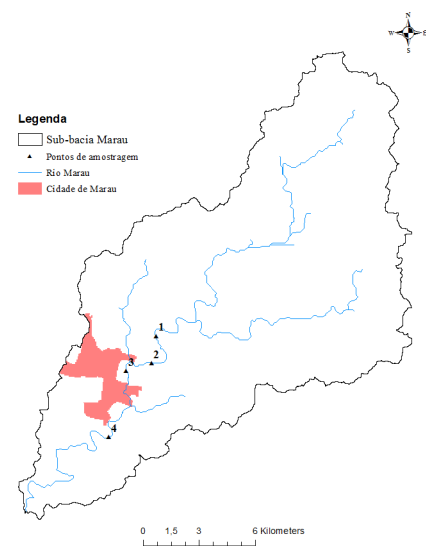 N
W E
S
Legenda
Sub-bacia Marau
Pontos de amostragem
Rio Marau
Cidade de Marau
1
2
3
4
0 1,5 3 6 Kilometers